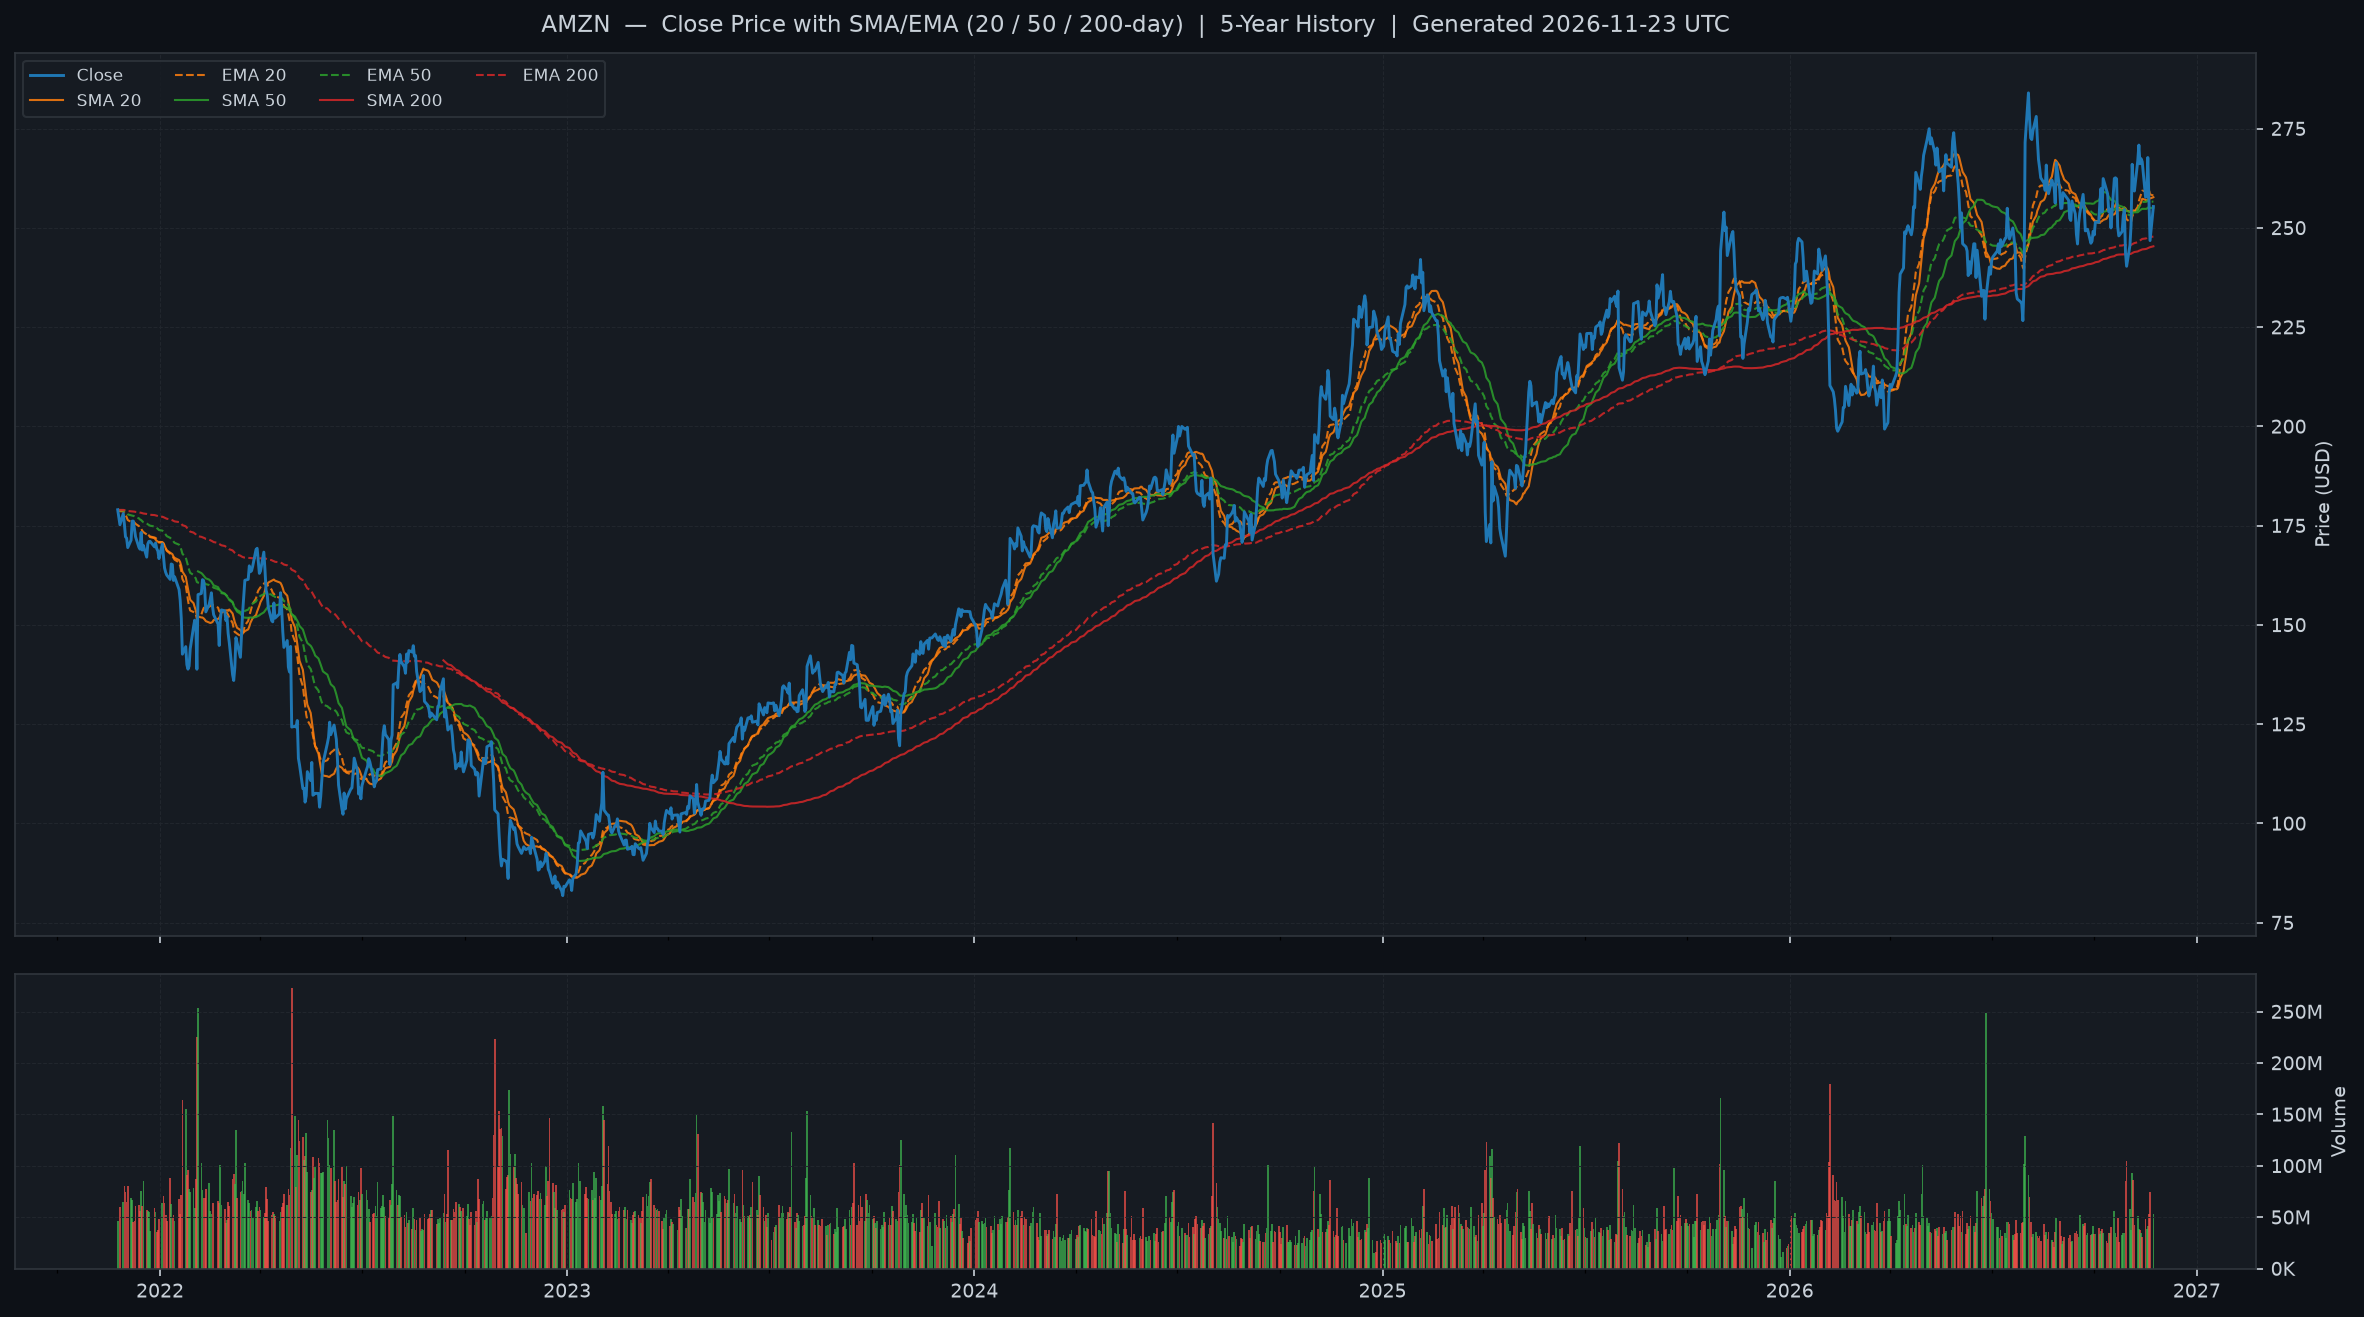 AMZN — Close Price with SMA/EMA (20 / 50 / 200-day) | 5-Year History | Generated 2026-11-23 UTC
Close EMA 20 EMA 50 EMA 200
SMA 20 SMA 50 SMA 200
275
250
225
200
175
150
125
100
75
Price (USD)
250M
200M
150M
100M
50M
0K
Volume
2022 2023 2024 2025 2026 2027